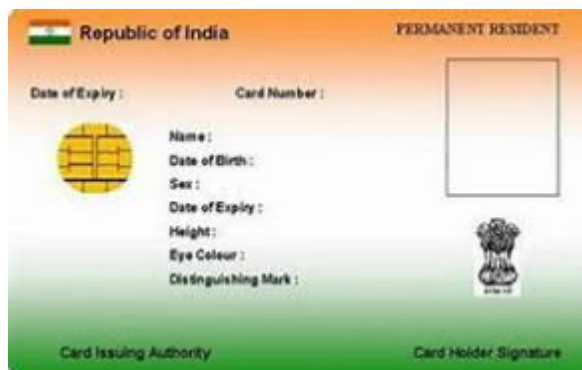 Republic of India
PERMANENT RESIDENT
Date of Expiry :
Card Number :
Name :
Date of Birth :
Sex :
Date of Expiry :
Height :
Eye Colour :
Distinguishing Mark :
Card Issuing Authority
Card Holder Signature